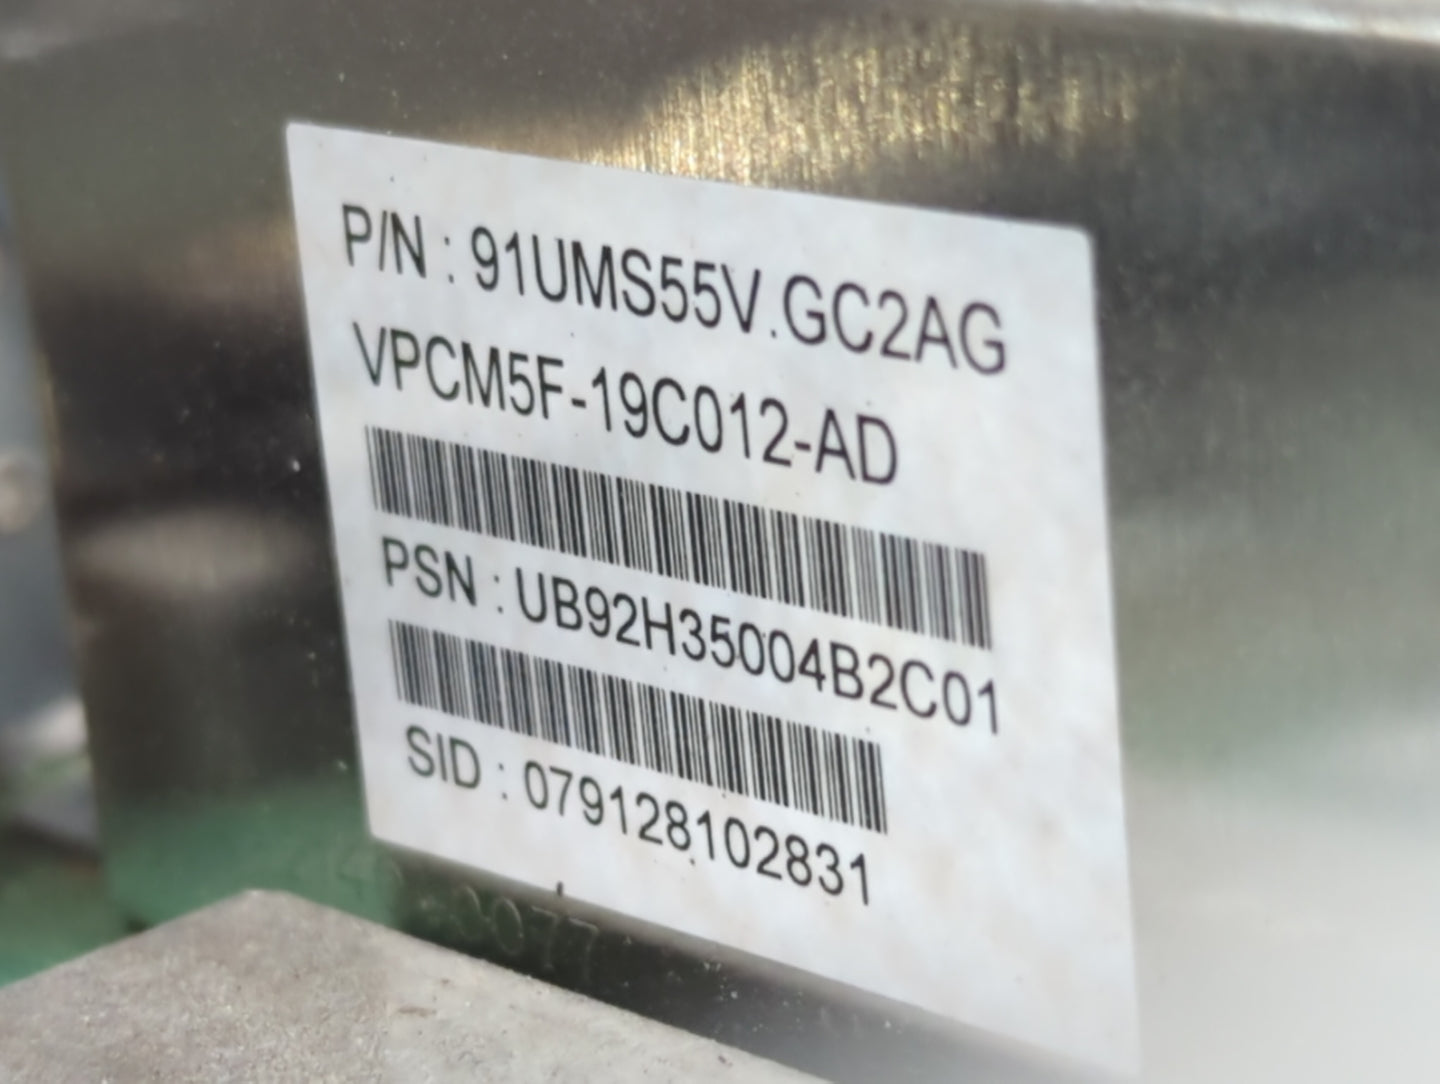 P/N : 91UMS55V.GC2AG
VPCM5F-19C012-AD
PSN : UB92H35004B2C01
SID : 079128102831